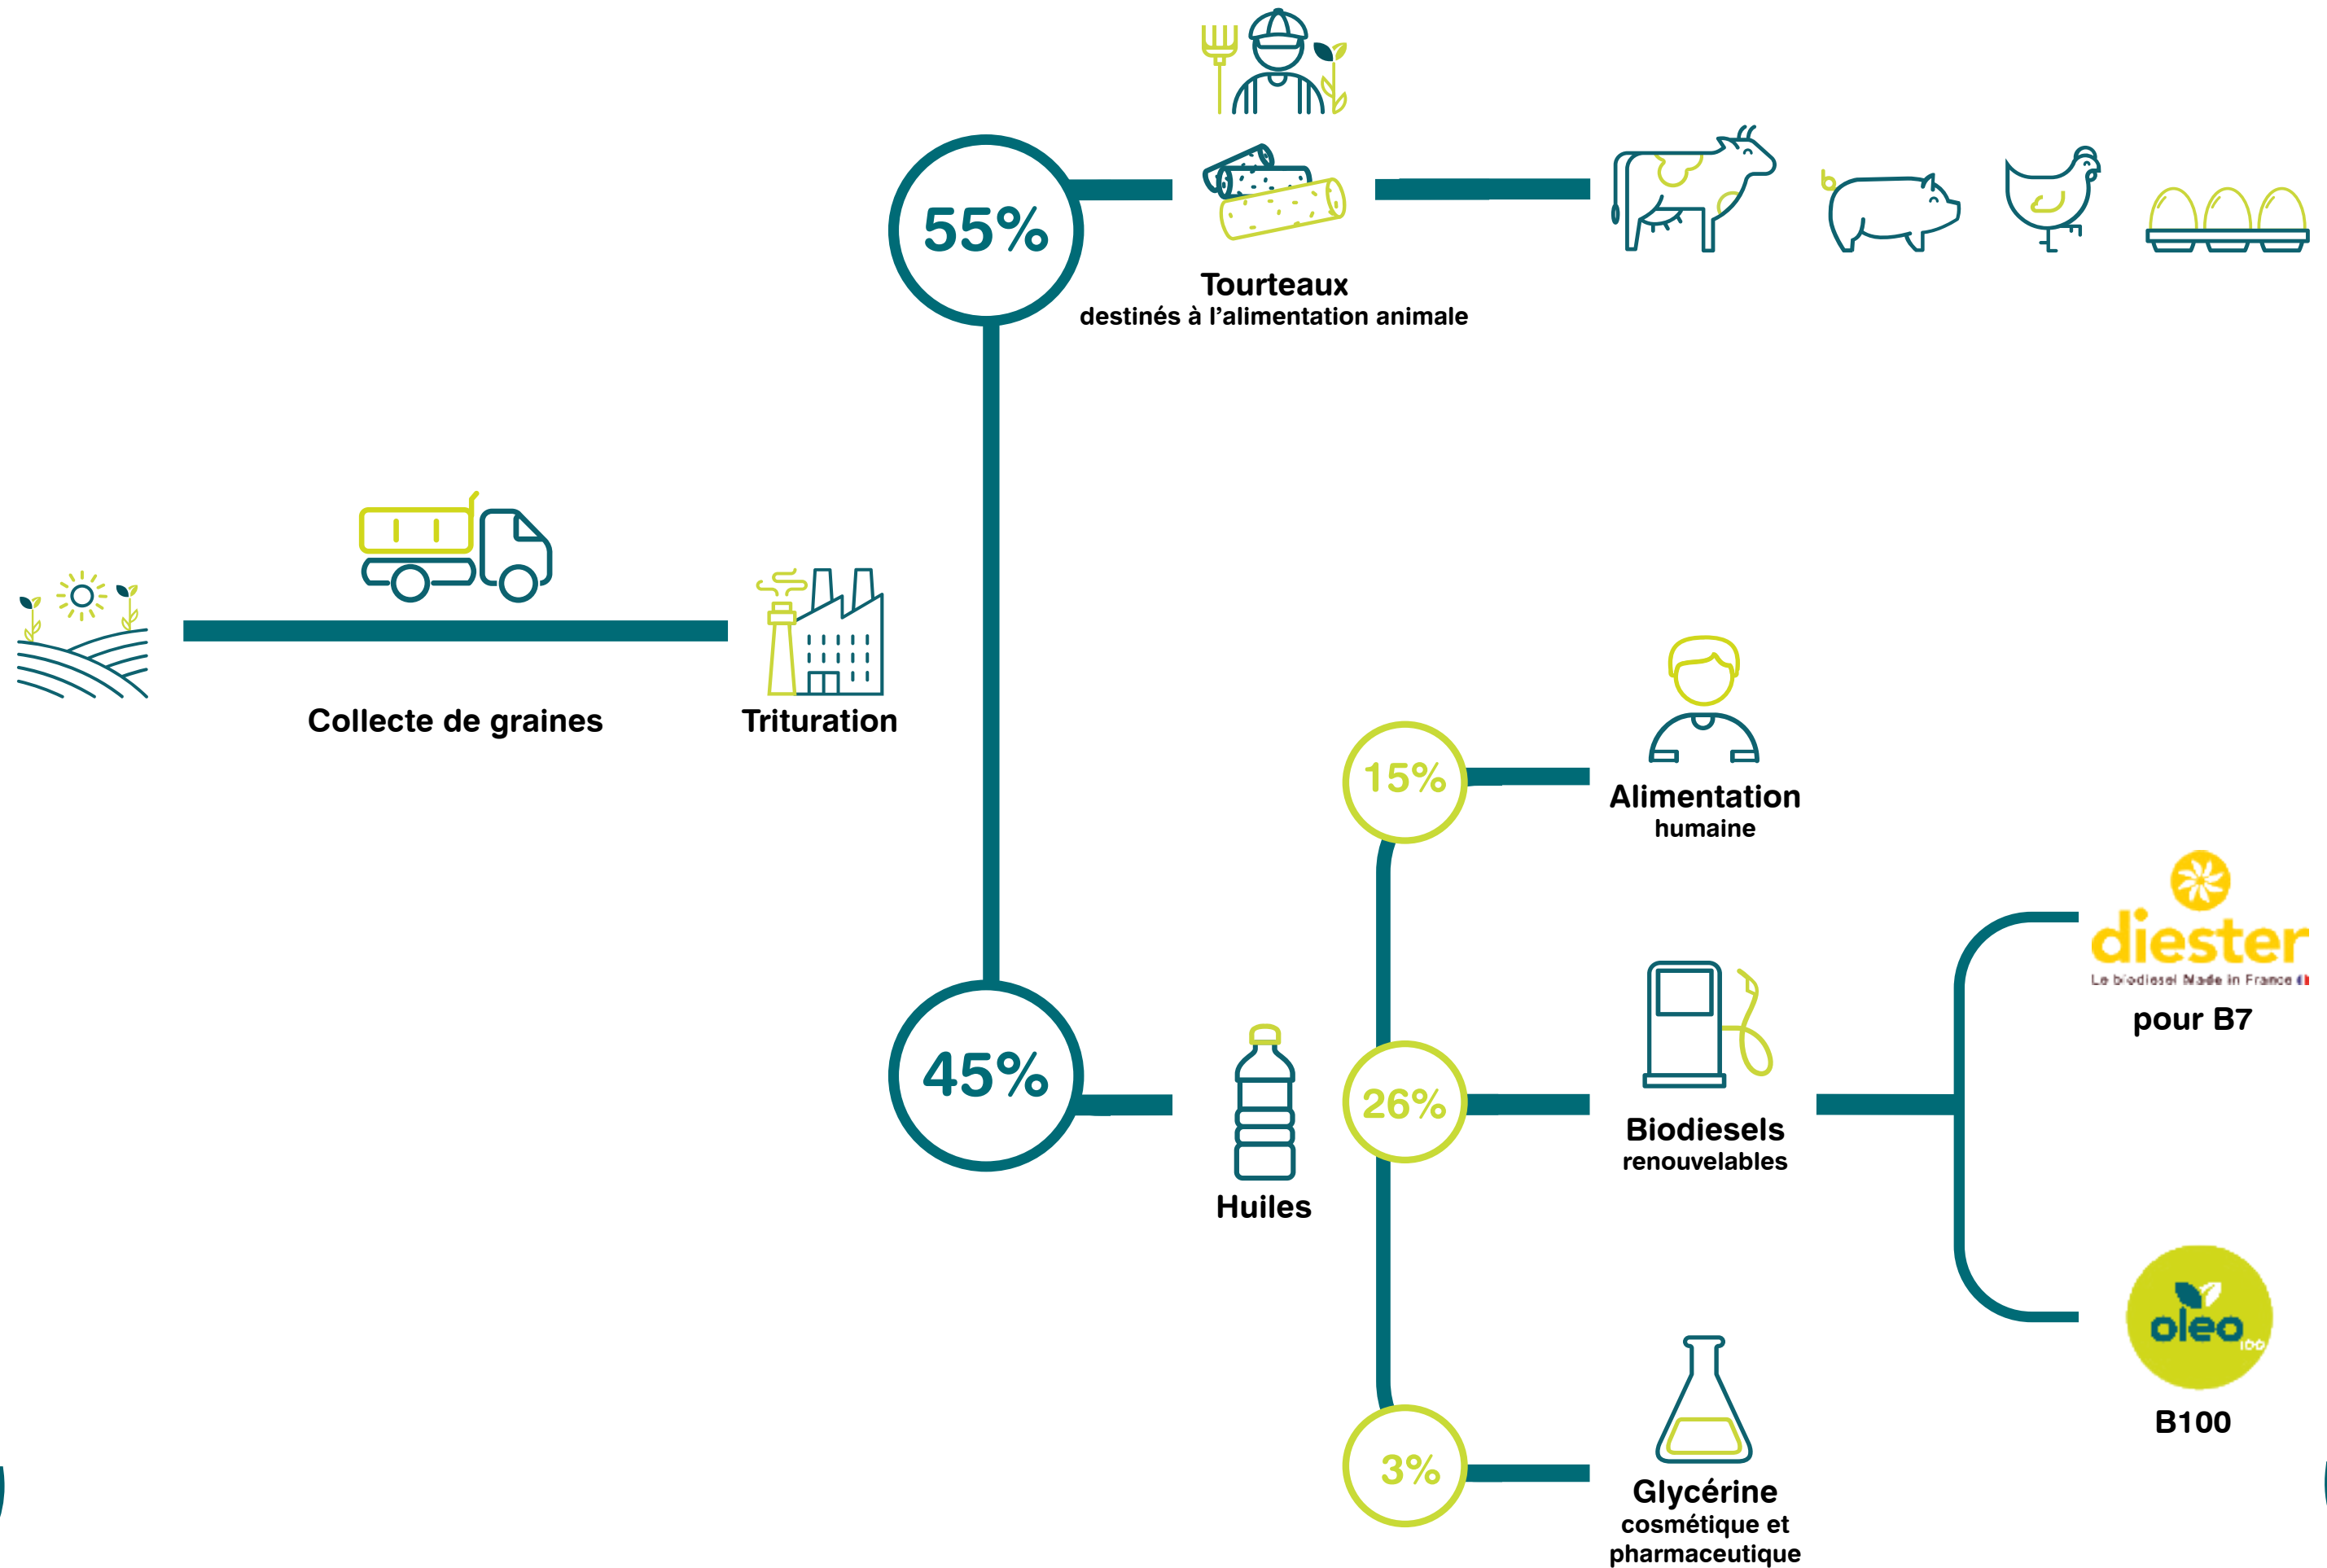 55%
Tourteaux
destinés à l’alimentation animale
Collecte de graines
Trituration
15%
Alimentation
humaine
diester
Le biodiesel Made in France
pour B7
45%
Huiles
26%
Biodiesels
renouvelables
oleo
100
B100
3%
Glycérine
cosmétique et
pharmaceutique